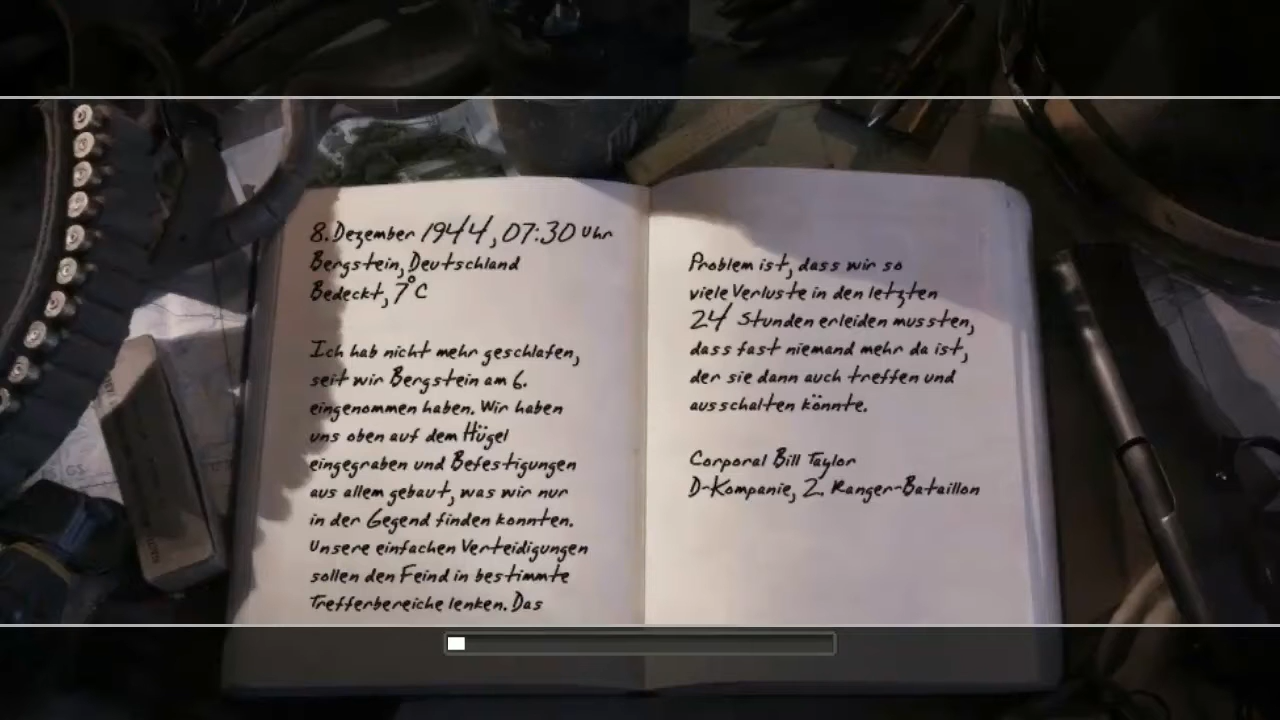 8. Dezember 1944, 07:30 Uhr
Bergstein, Deutschland
Bedeckt, 7°C
Ich hab nicht mehr geschlafen,
seit wir Bergstein am 6.
eingenommen haben. Wir haben
uns oben auf dem Hügel
eingegraben und Befestigungen
aus allem gebaut, was wir nur
in der Gegend finden konnten.
Unsere einfachen Verteidigungen
sollen den Feind in bestimmte
Trefferbereiche lenken. Das
Problem ist, dass wir so
viele Verluste in den letzten
24 Stunden erleiden mussten,
dass fast niemand mehr da ist,
der sie dann auch treffen und
ausschalten könnte.
Corporal Bill Taylor
D-Kompanie, 2. Ranger-Bataillon